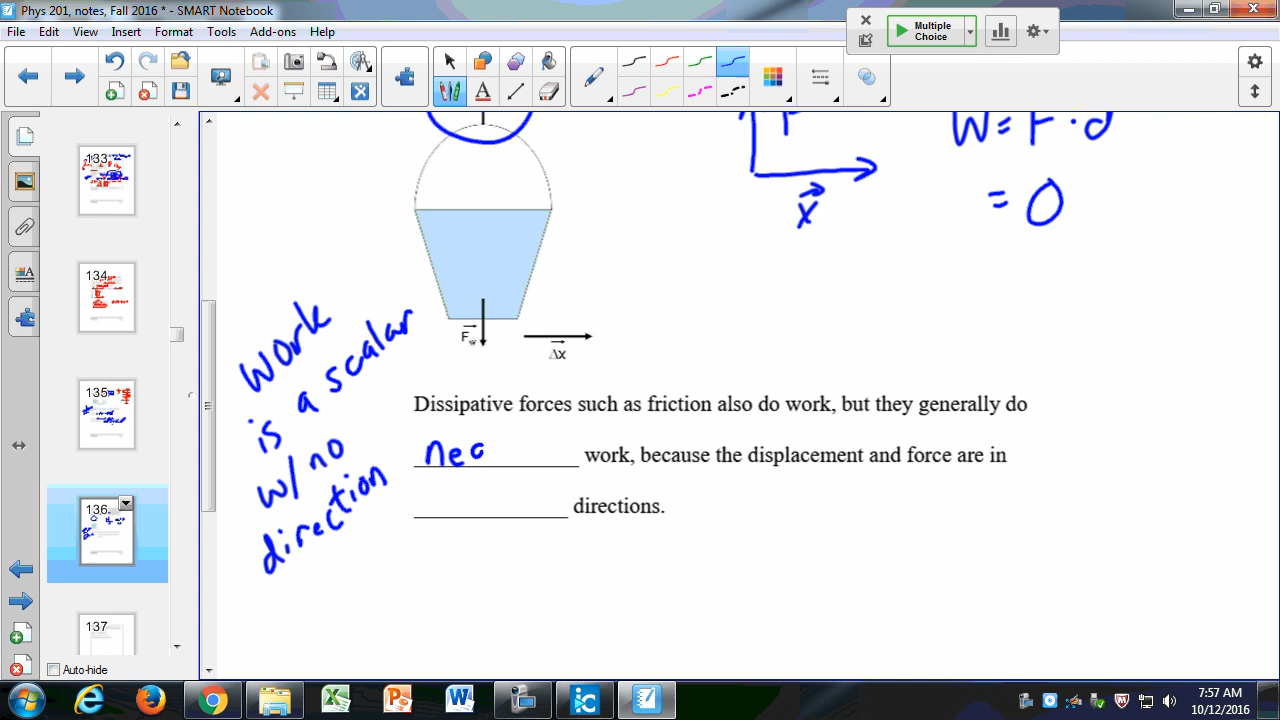 Phys 201, notes, Fall 2016 * - SMART Notebook
File Edit View Insert Format Tools Add-ons Help
Multiple
Choice
133
134
135
136
137
Auto-hide
W = F · d
= 0
x
F
w
Δx
Work
is a scalar
w/ no
direction
Dissipative forces such as friction also do work, but they generally do
nec work, because the displacement and force are in
directions.
7:57 AM
10/12/2016